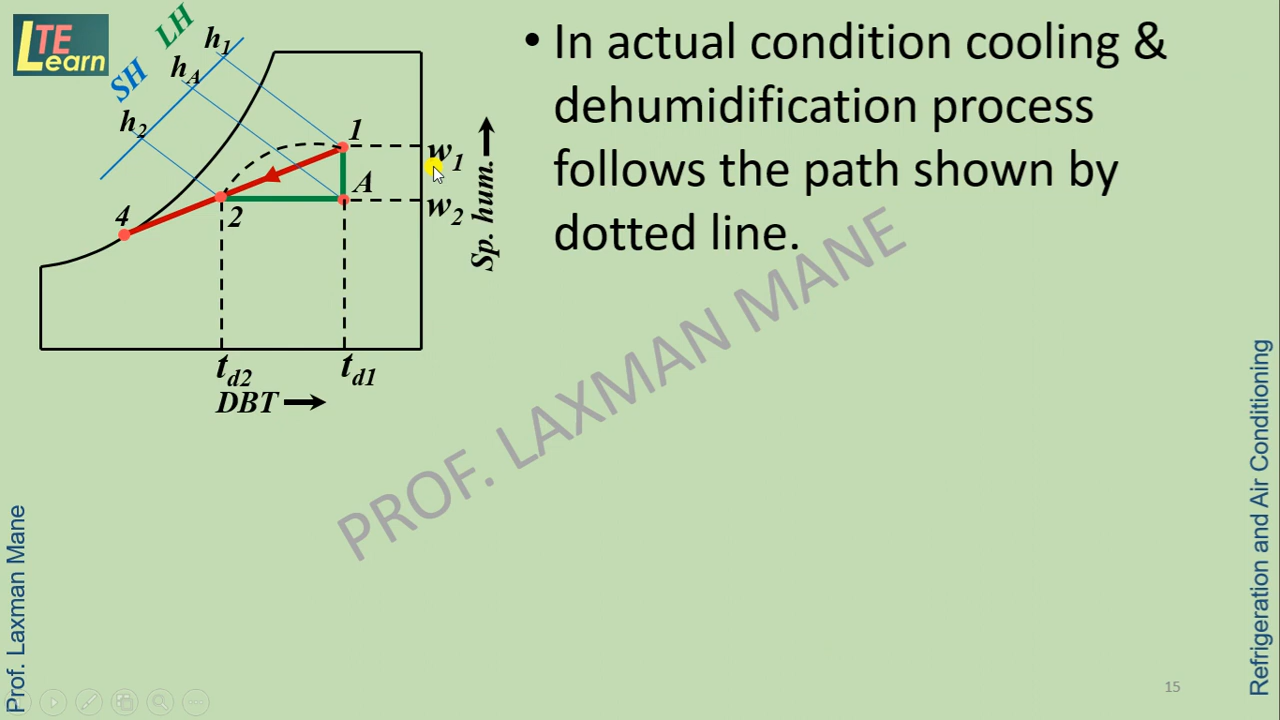 LTE
Learn
SH
LH
h1
hA
h2
1
A
2
4
w1
w2
Sp. hum.
td2
td1
DBT
• In actual condition cooling &
dehumidification process
follows the path shown by
dotted line.
PROF. LAXMAN MANE
Prof. Laxman Mane
Refrigeration and Air Conditioning
15